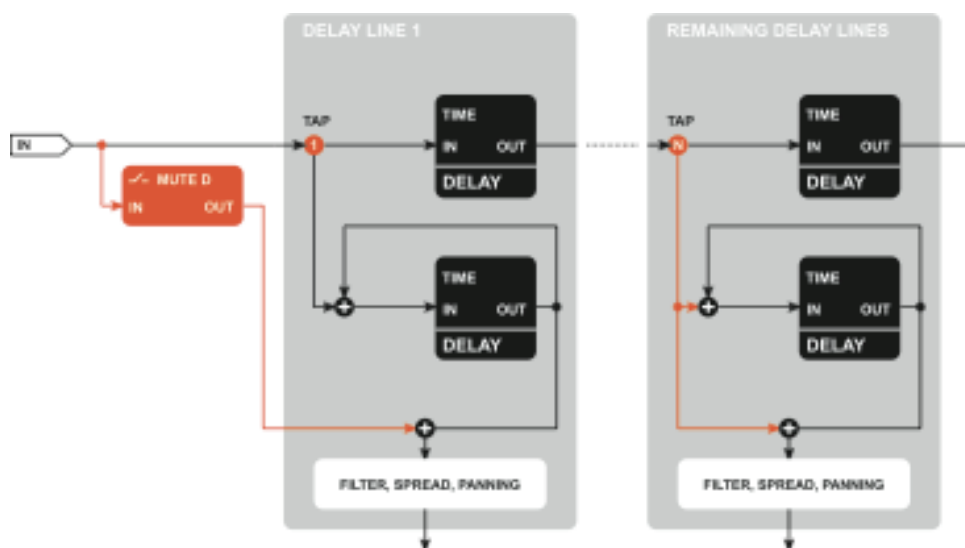 DELAY LINE 1
REMAINING DELAY LINES
TAP
TIME
TAP
TIME
IN
1
IN OUT
N
IN OUT
MUTE D
DELAY
DELAY
IN OUT
TIME
TIME
IN OUT
IN OUT
DELAY
DELAY
FILTER, SPREAD, PANNING
FILTER, SPREAD, PANNING